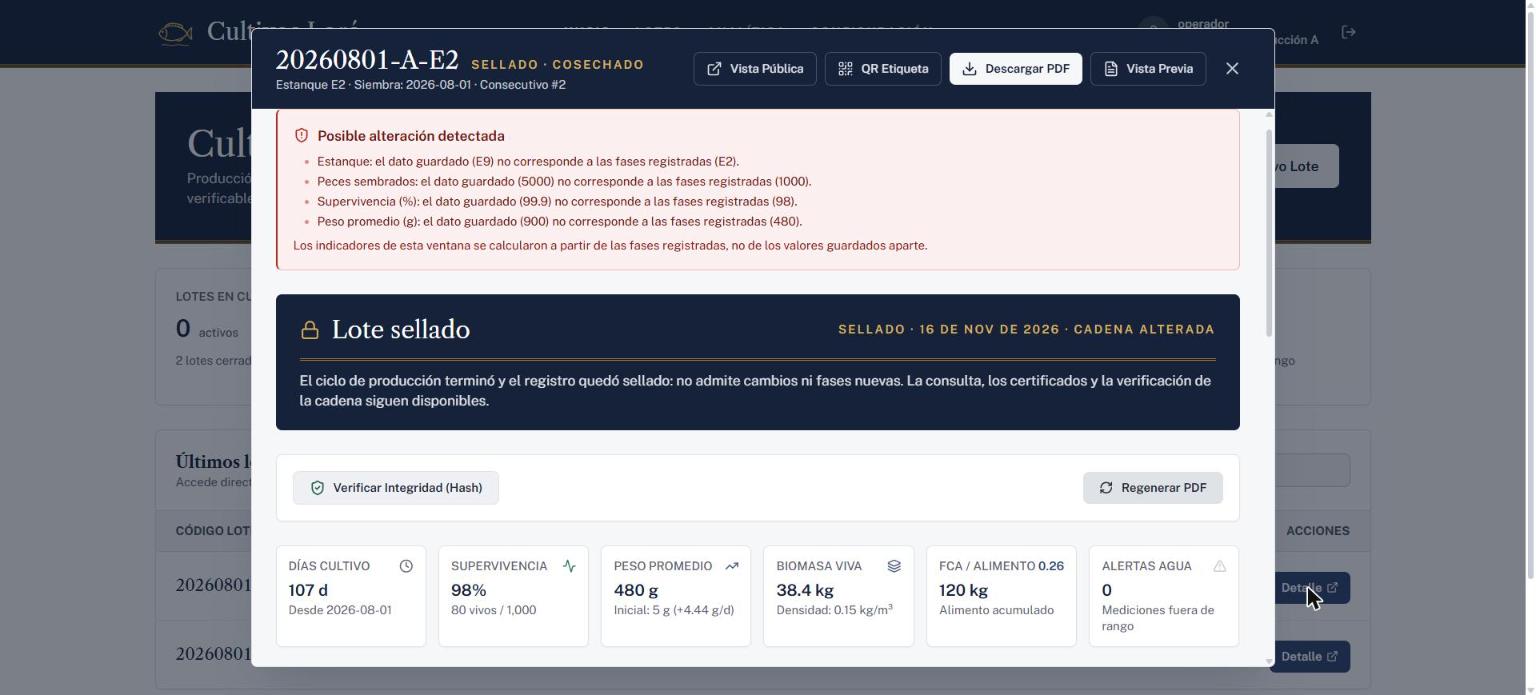 operador
20260801-A-E2 SELLADO · COSECHADO
Estanque E2 · Siembra: 2026-08-01 · Consecutivo #2
Vista Pública
QR Etiqueta
Descargar PDF
Vista Previa
Posible alteración detectada
Estanque: el dato guardado (E9) no corresponde a las fases registradas (E2).
Peces sembrados: el dato guardado (5000) no corresponde a las fases registradas (1000).
Supervivencia (%): el dato guardado (99.9) no corresponde a las fases registradas (98).
Peso promedio (g): el dato guardado (900) no corresponde a las fases registradas (480).
Los indicadores de esta ventana se calcularon a partir de las fases registradas, no de los valores guardados aparte.
Lote sellado
SELLADO · 16 DE NOV DE 2026 · CADENA ALTERADA
El ciclo de producción terminó y el registro quedó sellado: no admite cambios ni fases nuevas. La consulta, los certificados y la verificación de
la cadena siguen disponibles.
Verificar Integridad (Hash)
Regenerar PDF
DÍAS CULTIVO
107 d
Desde 2026-08-01
SUPERVIVENCIA
98%
80 vivos / 1,000
PESO PROMEDIO
480 g
Inicial: 5 g (+4.44 g/d)
BIOMASA VIVA
38.4 kg
Densidad: 0.15 kg/m³
FCA / ALIMENTO 0.26
120 kg
Alimento acumulado
ALERTAS AGUA
0
Mediciones fuera de
rango
LOTES EN CU
0 activos
2 lotes cerrad
Últimos l
Accede direct
CÓDIGO LOT
ACCIONES
20260801
Detalle
20260801
Detalle
Lote